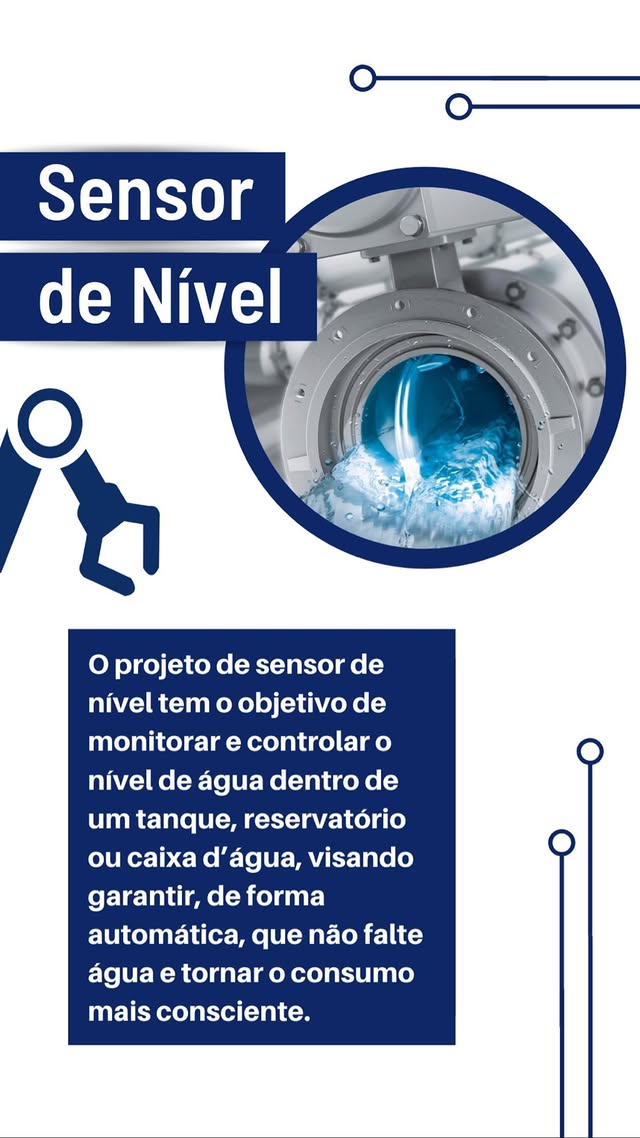 Sensor
de Nível
O projeto de sensor de
nível tem o objetivo de
monitorar e controlar o
nível de água dentro de
um tanque, reservatório
ou caixa d’água, visando
garantir, de forma
automática, que não falte
água e tornar o consumo
mais consciente.